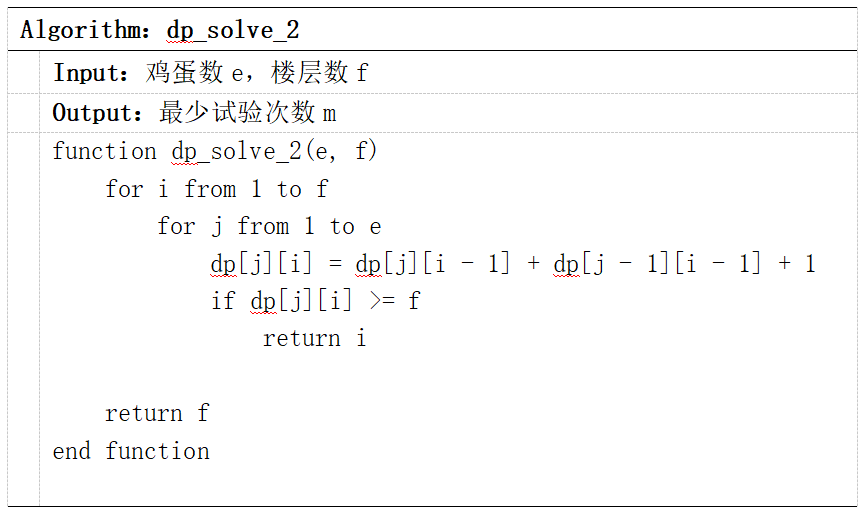 Algorithm：dp_solve_2
Input：鸡蛋数 e，楼层数 f
Output：最少试验次数 m
function dp_solve_2(e, f)
    for i from 1 to f
        for j from 1 to e
            dp[j][i] = dp[j][i - 1] + dp[j - 1][i - 1] + 1
            if dp[j][i] >= f
                return i
    return f
end function